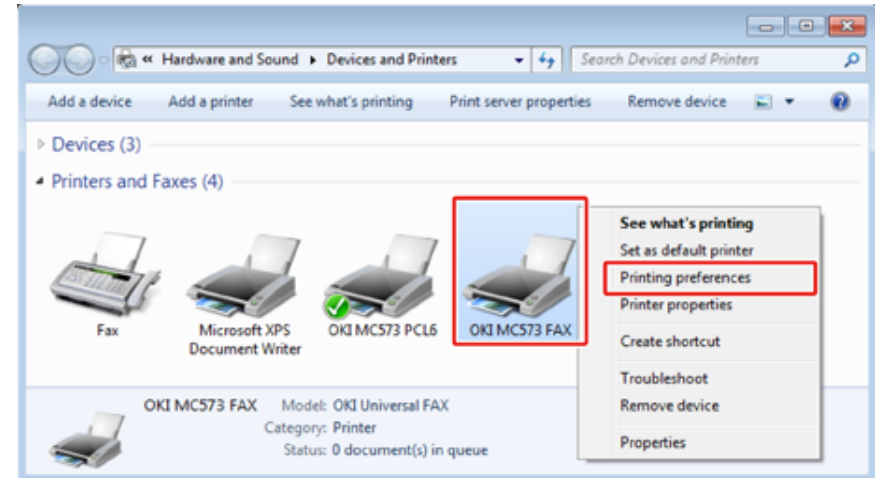 « Hardware and Sound ▸ Devices and Printers
Search Devices and Printers
Add a device Add a printer See what's printing Print server properties Remove device
Devices (3)
Printers and Faxes (4)
Fax
Microsoft XPS
Document Writer
OKI MC573 PCL6
OKI MC573 FAX
See what's printing
Set as default printer
Printing preferences
Printer properties
Create shortcut
Troubleshoot
Remove device
Properties
OKI MC573 FAX Model: OKI Universal FAX
Category: Printer
Status: 0 document(s) in queue